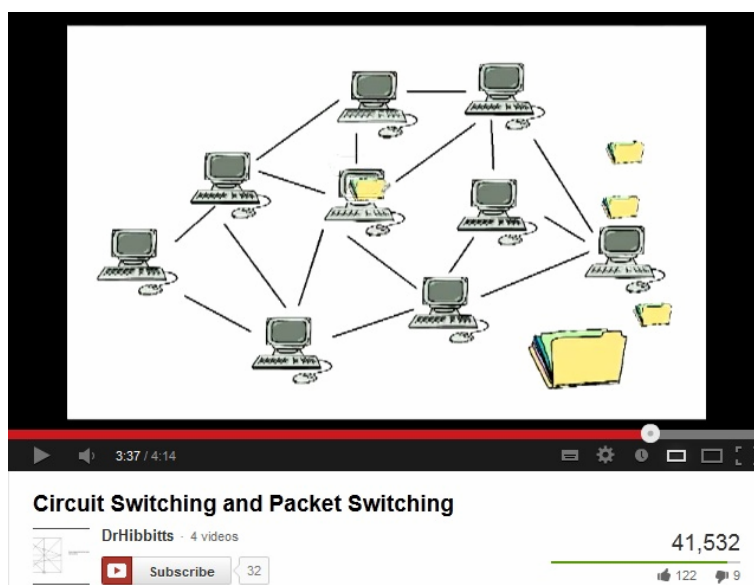 3:37 / 4:14
Circuit Switching and Packet Switching
DrHibbitts · 4 videos
Subscribe 32
41,532
122 9